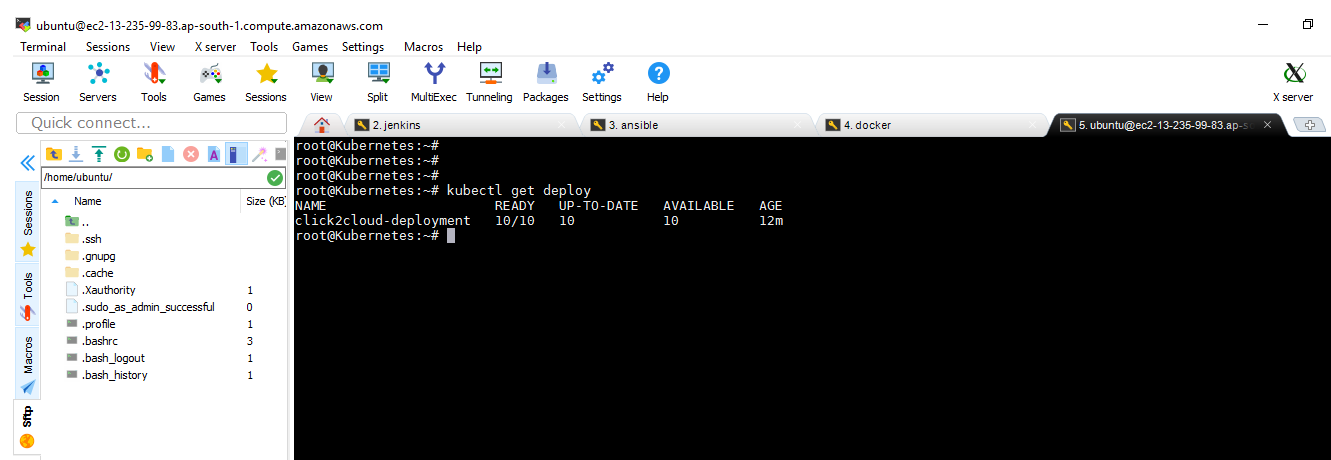 ubuntu@ec2-13-235-99-83.ap-south-1.compute.amazonaws.com
Terminal Sessions View X server Tools Games Settings Macros Help
Session Servers Tools Games Sessions View Split MultiExec Tunneling Packages Settings Help X server
Quick connect...
2. jenkins
3. ansible
4. docker
5. ubuntu@ec2-13-235-99-83.ap-s
/home/ubuntu/
Name Size (KB)
..
.ssh
.gnupg
.cache
.Xauthority 1
.sudo_as_admin_successful 0
.profile 1
.bashrc 3
.bash_logout 1
.bash_history 1
Sessions
Tools
Macros
Sftp
root@Kubernetes:~#
root@Kubernetes:~#
root@Kubernetes:~#
root@Kubernetes:~# kubectl get deploy
NAME READY UP-TO-DATE AVAILABLE AGE
click2cloud-deployment 10/10 10 10 12m
root@Kubernetes:~#